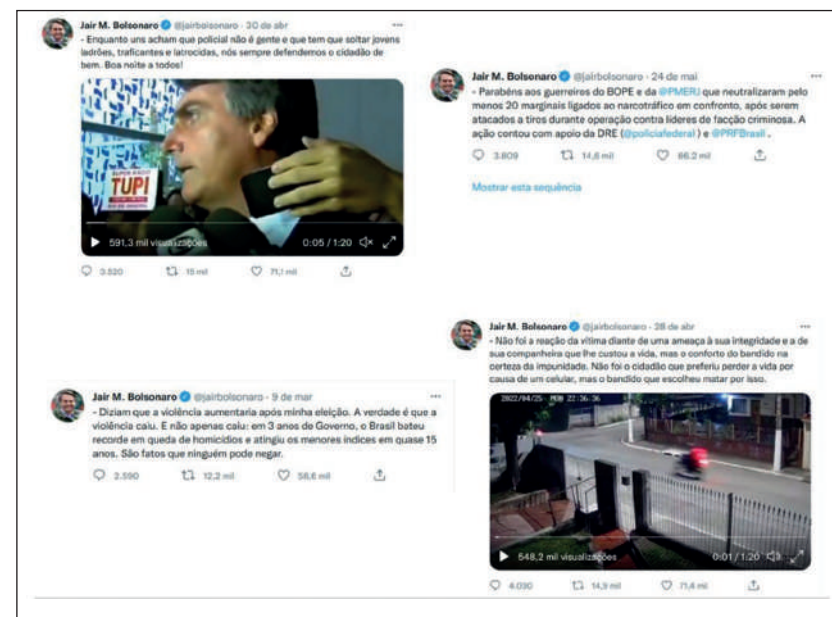 Jair M. Bolsonaro @jairbolsonaro · 30 de abr
- Enquanto uns acham que policial não é gente e que tem que soltar jovens
ladrões, traficantes e latrocidas, nós sempre defendemos o cidadão de
bem. Boa noite a todos!
SUPER RÁDIO
TUPI
591,3 mil visualizações
0:05 / 1:20
3.520 15 mil 71,1 mil
Jair M. Bolsonaro @jairbolsonaro · 24 de mai
- Parabéns aos guerreiros do BOPE e da @PMERJ que neutralizaram pelo
menos 20 marginais ligados ao narcotráfico em confronto, após serem
atacados a tiros durante operação contra líderes de facção criminosa. A
ação contou com apoio da DRE (@policiafederal ) e @PRFBrasil .
3.809 14,6 mil 86,2 mil
Mostrar esta sequência
Jair M. Bolsonaro @jairbolsonaro · 9 de mar
- Diziam que a violência aumentaria após minha eleição. A verdade é que a
violência caiu. E não apenas caiu: em 3 anos de Governo, o Brasil bateu
recorde em queda de homicídios e atingiu os menores índices em quase 15
anos. São fatos que ninguém pode negar.
2.590 12,2 mil 56,6 mil
Jair M. Bolsonaro @jairbolsonaro · 28 de abr
- Não foi a reação da vítima diante de uma ameaça à sua integridade e a de
sua companheira que lhe custou a vida, mas o conforto do bandido na
certeza da impunidade. Não foi o cidadão que preferiu perder a vida por
causa de um celular, mas o bandido que escolheu matar por isso.
2022/04/25 MON 22:36:36
548,2 mil visualizações
0:01 / 1:20
4.090 14,9 mil 71,4 mil